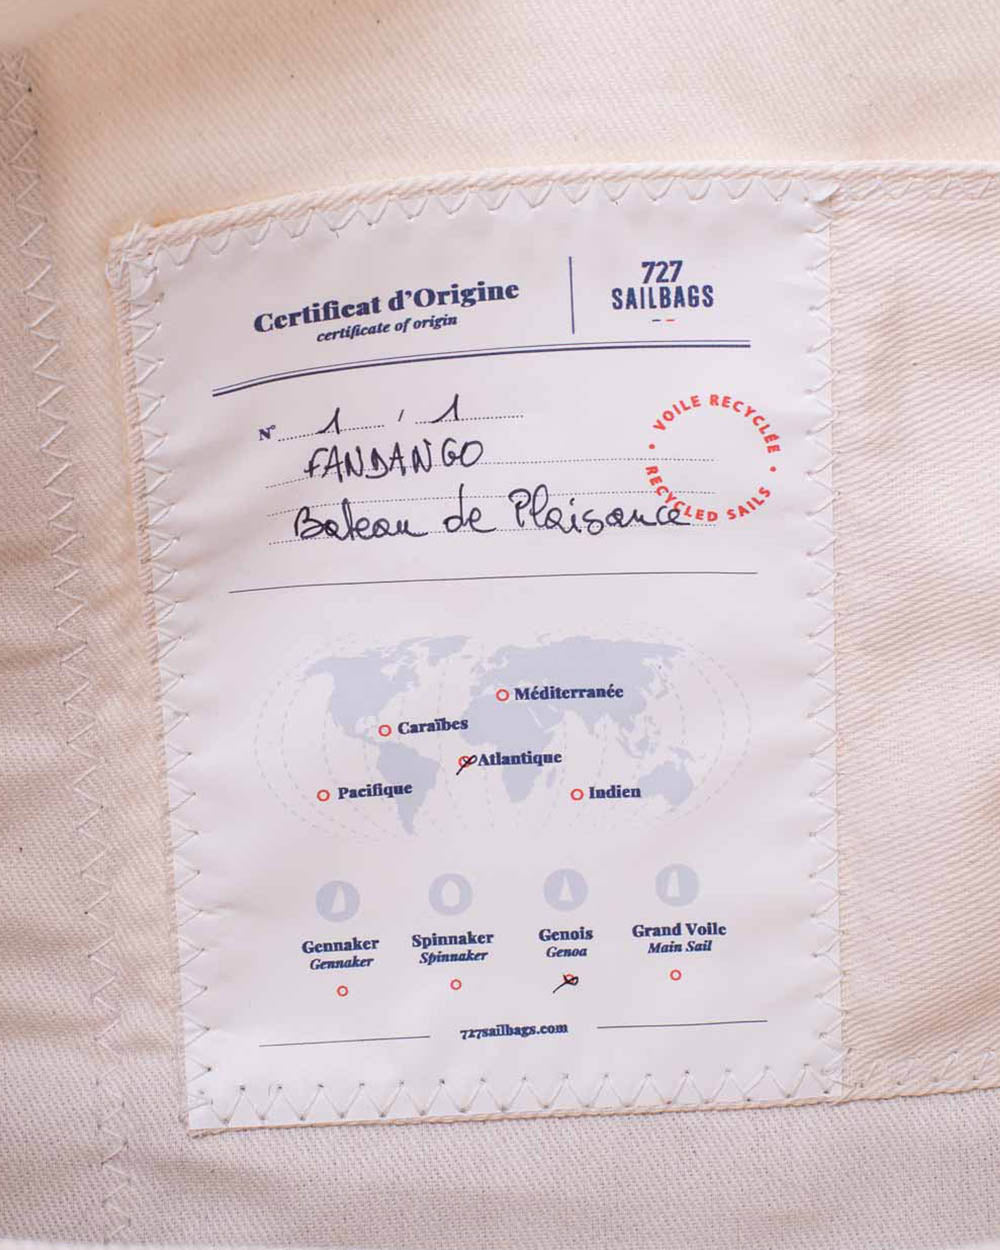 Certificat d'Origine
certificate of origin
727
SAILBAGS
N° 1 / 1
FANDANGO
Bateau de Plaisance
• VOILE RECYCLÉE •
RECYCLED SAILS
Méditerranée
Caraïbes
Atlantique
Pacifique
Indien
Gennaker Spinnaker Genois Grand Voile
Gennaker Spinnaker Genoa Main Sail
727sailbags.com